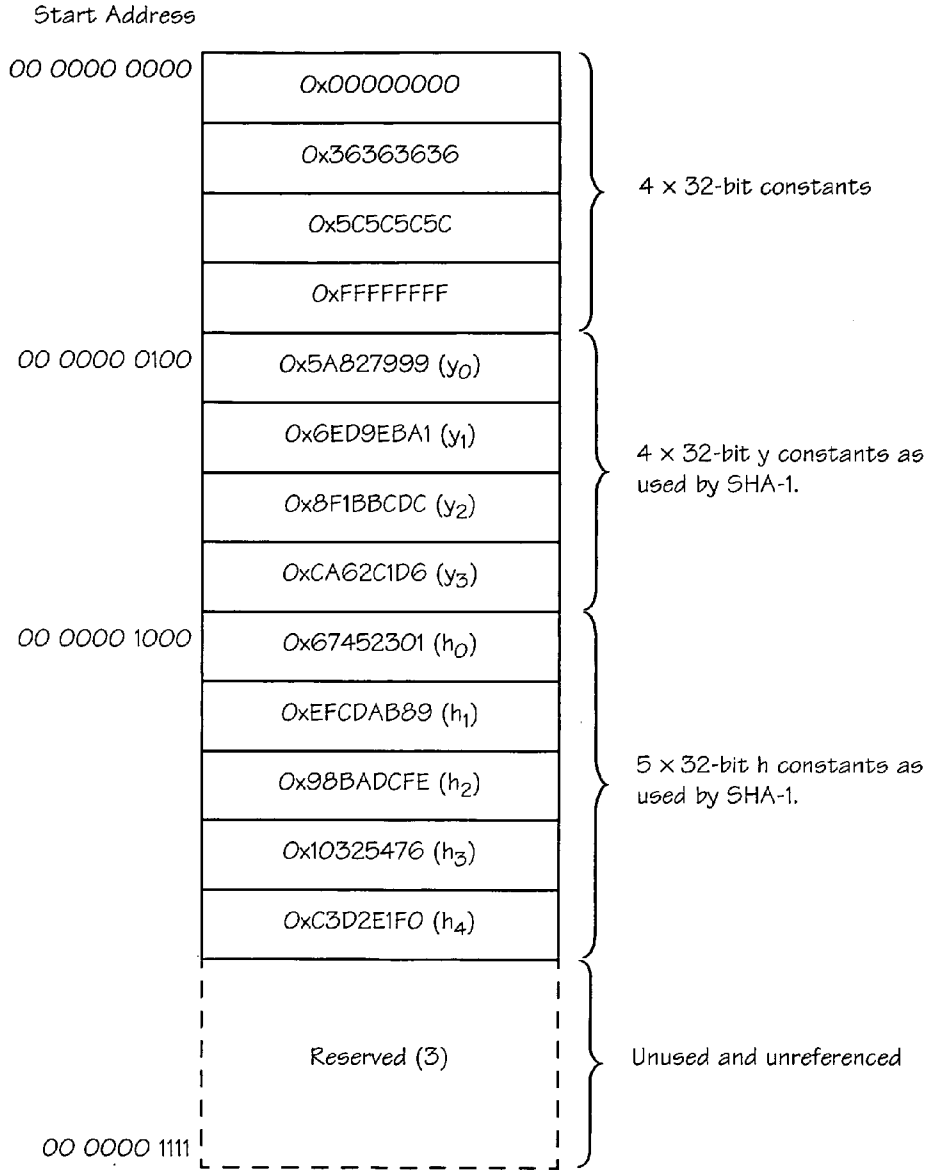 Start Address
00 0000 0000
0x00000000
0x36363636
0x5C5C5C5C
0xFFFFFFFF
4 × 32-bit constants
00 0000 0100
0x5A827999 (y0)
0x6ED9EBA1 (y1)
0x8F1BBCDC (y2)
0xCA62C1D6 (y3)
4 × 32-bit y constants as
used by SHA-1.
00 0000 1000
0x67452301 (h0)
0xEFCDAB89 (h1)
0x98BADCFE (h2)
0x10325476 (h3)
0xC3D2E1F0 (h4)
5 × 32-bit h constants as
used by SHA-1.
Reserved (3)
Unused and unreferenced
00 0000 1111